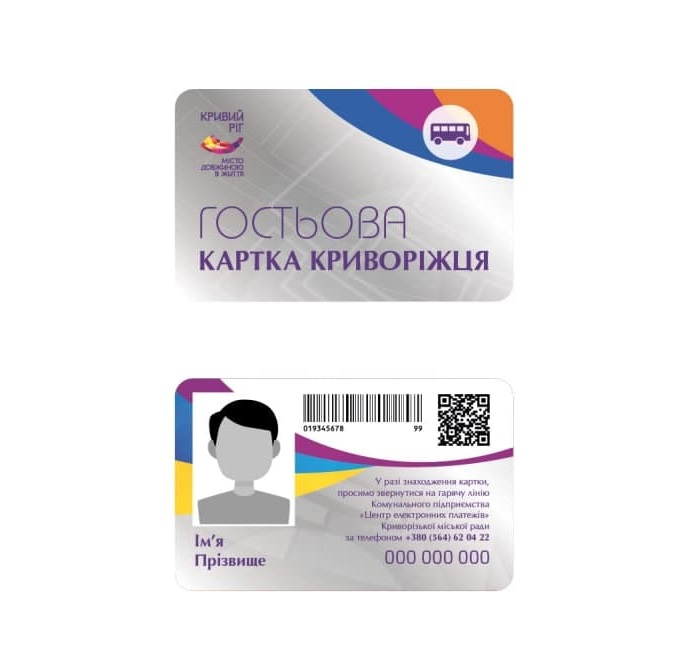 КРИВИЙ
РІГ
МІСТО
ДОВЖИНОЮ
В ЖИТТЯ
ГОСТЬОВА
КАРТКА КРИВОРІЖЦЯ
019345678 99
У разі знаходження картки,
просимо звернутися на гарячу лінію
Комунального підприємства
«Центр електронних платежів»
Криворізької міської ради
за телефоном +380 (564) 62 04 22
Ім’я
Прізвище
000 000 000